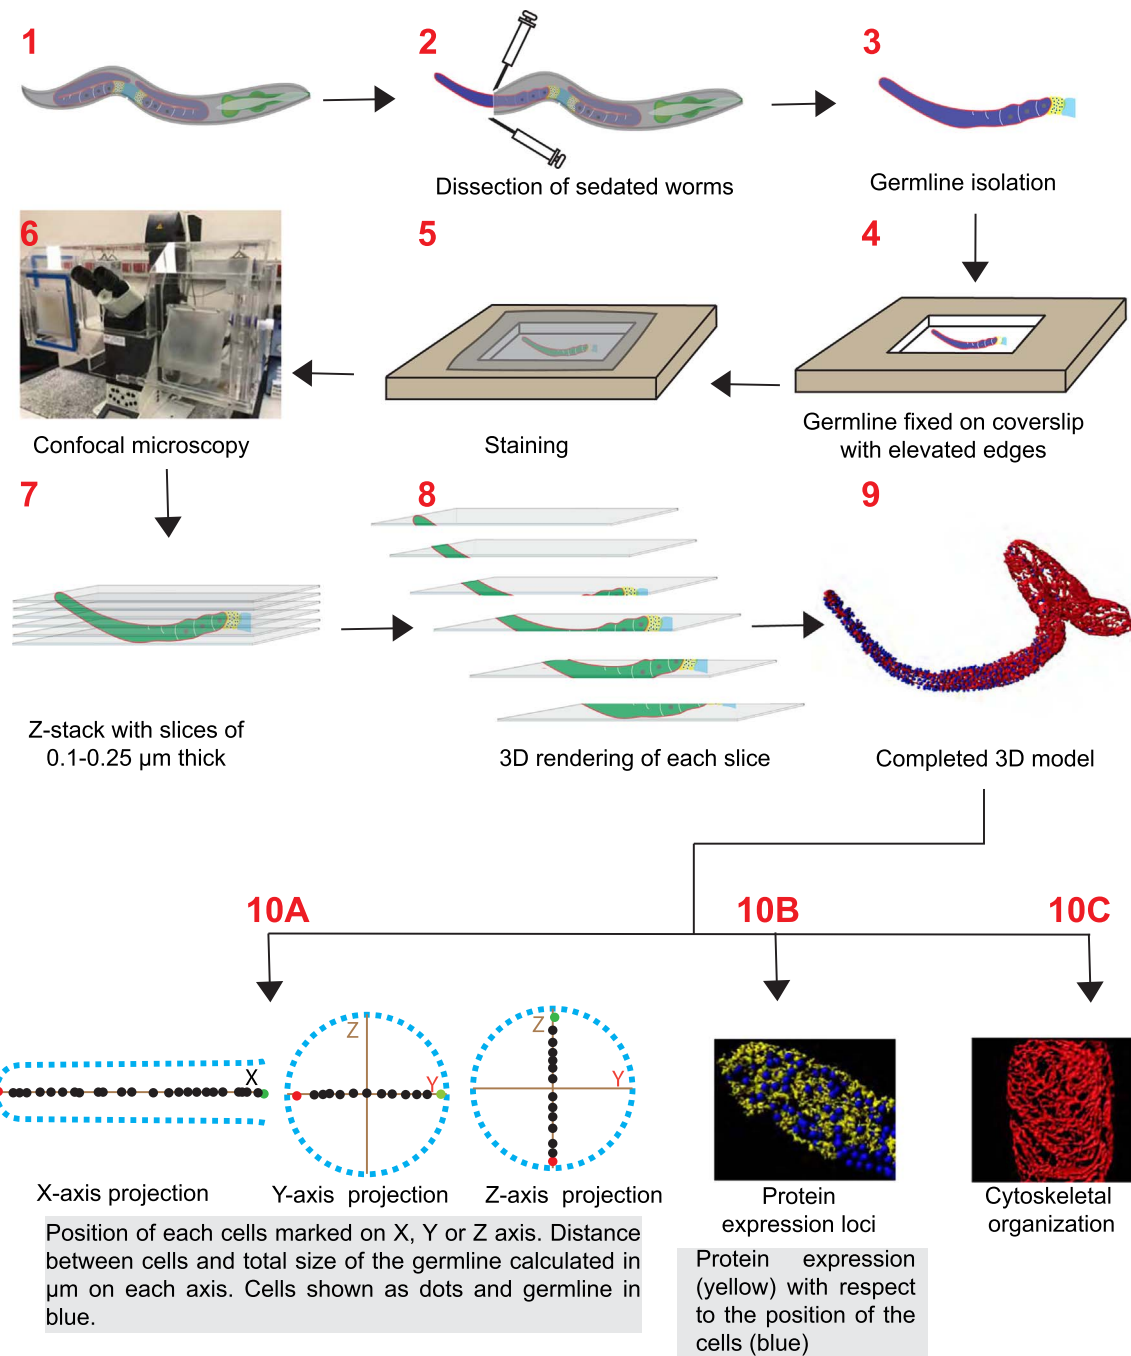 1
2
3
Dissection of sedated worms
Germline isolation
6
5
4
Confocal microscopy
Staining
Germline fixed on coverslip
with elevated edges
7
8
9
Z-stack with slices of
0.1-0.25 µm thick
3D rendering of each slice
Completed 3D model
10A
10B
10C
X
Z
Y
Z
Y
X-axis projection
Y-axis projection
Z-axis projection
Protein
expression loci
Cytoskeletal
organization
Position of each cells marked on X, Y or Z axis. Distance
between cells and total size of the germline calculated in
µm on each axis. Cells shown as dots and germline in
blue.
Protein expression
(yellow) with respect
to the position of the
cells (blue)